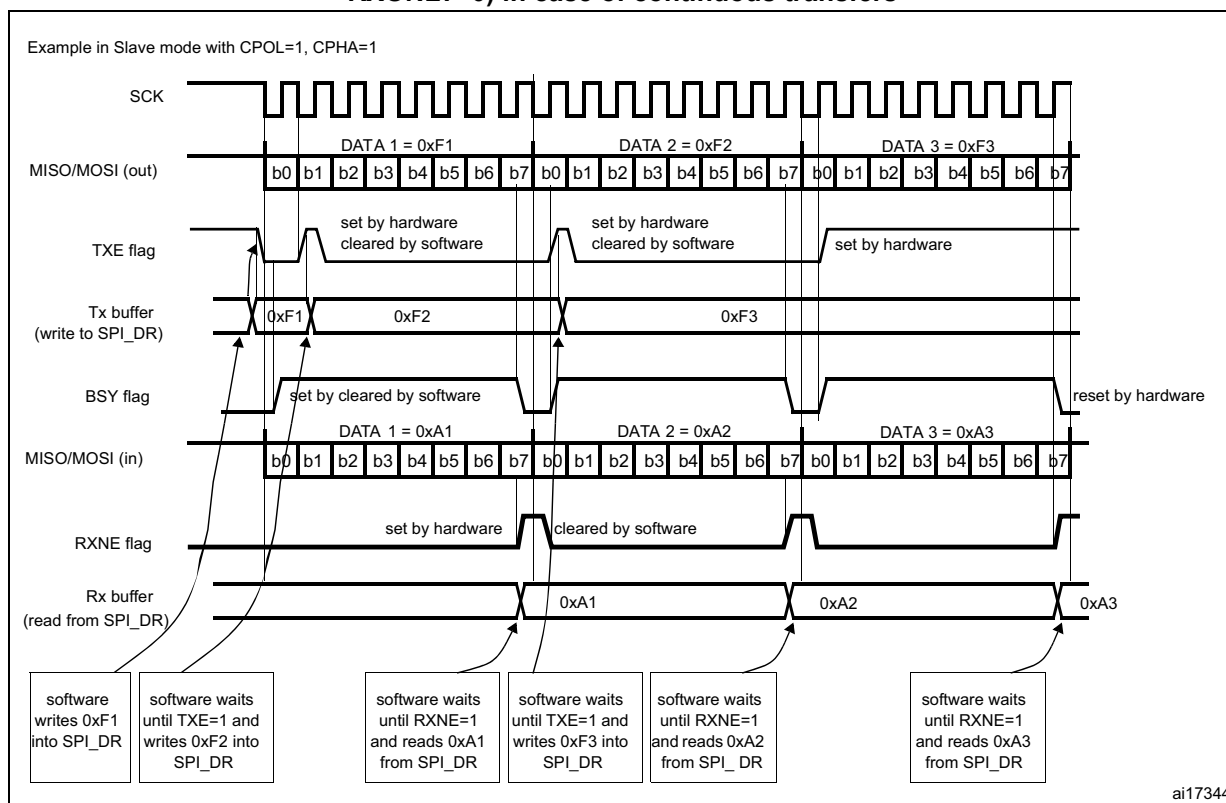 RXONLY=0) in case of continuous transfers
Example in Slave mode with CPOL=1, CPHA=1
SCK
DATA 1 = 0xF1
DATA 2 = 0xF2
DATA 3 = 0xF3
MISO/MOSI (out)
b0 b1 b2 b3 b4 b5 b6 b7 b0 b1 b2 b3 b4 b5 b6 b7 b0 b1 b2 b3 b4 b5 b6 b7
set by hardware
cleared by software
set by hardware
cleared by software
set by hardware
TXE flag
Tx buffer
(write to SPI_DR)
0xF1
0xF2
0xF3
BSY flag
set by cleared by software
reset by hardware
DATA 1 = 0xA1
DATA 2 = 0xA2
DATA 3 = 0xA3
MISO/MOSI (in)
b0 b1 b2 b3 b4 b5 b6 b7 b0 b1 b2 b3 b4 b5 b6 b7 b0 b1 b2 b3 b4 b5 b6 b7
RXNE flag
set by hardware
cleared by software
Rx buffer
(read from SPI_DR)
0xA1
0xA2
0xA3
software
writes 0xF1
into SPI_DR
software waits
until TXE=1 and
writes 0xF2 into
SPI_DR
software waits
until RXNE=1
and reads 0xA1
from SPI_DR
software waits
until TXE=1 and
writes 0xF3 into
SPI_DR
software waits
until RXNE=1
and reads 0xA2
from SPI_ DR
software waits
until RXNE=1
and reads 0xA3
from SPI_DR
ai17344